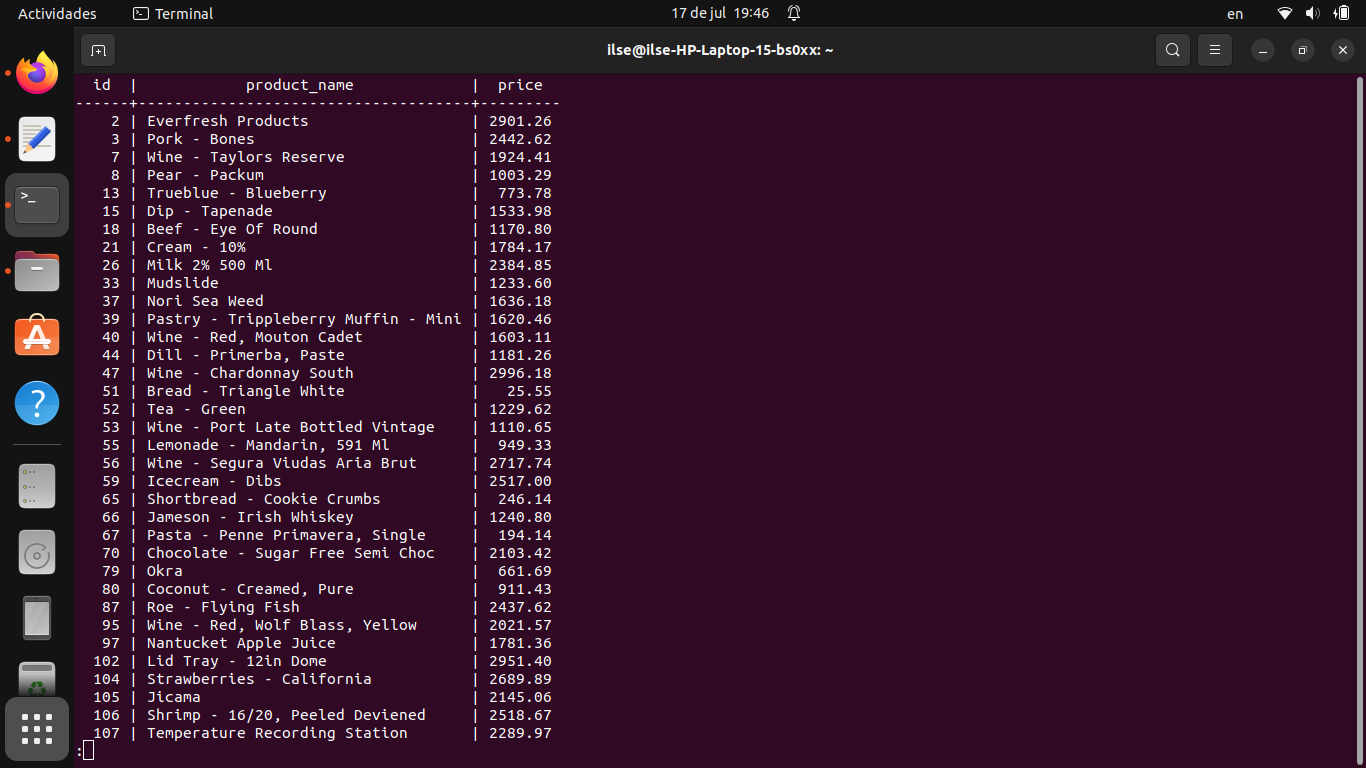 Actividades Terminal 17 de jul 19:46 en
ilse@ilse-HP-Laptop-15-bs0xx: ~
  id  |            product_name             |  price
------+-------------------------------------+---------
    2 | Everfresh Products                  | 2901.26
    3 | Pork - Bones                        | 2442.62
    7 | Wine - Taylors Reserve              | 1924.41
    8 | Pear - Packum                       | 1003.29
   13 | Trueblue - Blueberry                |  773.78
   15 | Dip - Tapenade                      | 1533.98
   18 | Beef - Eye Of Round                 | 1170.80
   21 | Cream - 10%                         | 1784.17
   26 | Milk 2% 500 Ml                      | 2384.85
   33 | Mudslide                            | 1233.60
   37 | Nori Sea Weed                       | 1636.18
   39 | Pastry - Trippleberry Muffin - Mini | 1620.46
   40 | Wine - Red, Mouton Cadet            | 1603.11
   44 | Dill - Primerba, Paste              | 1181.26
   47 | Wine - Chardonnay South             | 2996.18
   51 | Bread - Triangle White              |   25.55
   52 | Tea - Green                         | 1229.62
   53 | Wine - Port Late Bottled Vintage    | 1110.65
   55 | Lemonade - Mandarin, 591 Ml         |  949.33
   56 | Wine - Segura Viudas Aria Brut      | 2717.74
   59 | Icecream - Dibs                     | 2517.00
   65 | Shortbread - Cookie Crumbs          |  246.14
   66 | Jameson - Irish Whiskey             | 1240.80
   67 | Pasta - Penne Primavera, Single     |  194.14
   70 | Chocolate - Sugar Free Semi Choc    | 2103.42
   79 | Okra                                |  661.69
   80 | Coconut - Creamed, Pure             |  911.43
   87 | Roe - Flying Fish                   | 2437.62
   95 | Wine - Red, Wolf Blass, Yellow      | 2021.57
   97 | Nantucket Apple Juice               | 1781.36
  102 | Lid Tray - 12in Dome                | 2951.40
  104 | Strawberries - California           | 2689.89
  105 | Jicama                              | 2145.06
  106 | Shrimp - 16/20, Peeled Deviened     | 2518.67
  107 | Temperature Recording Station       | 2289.97
: